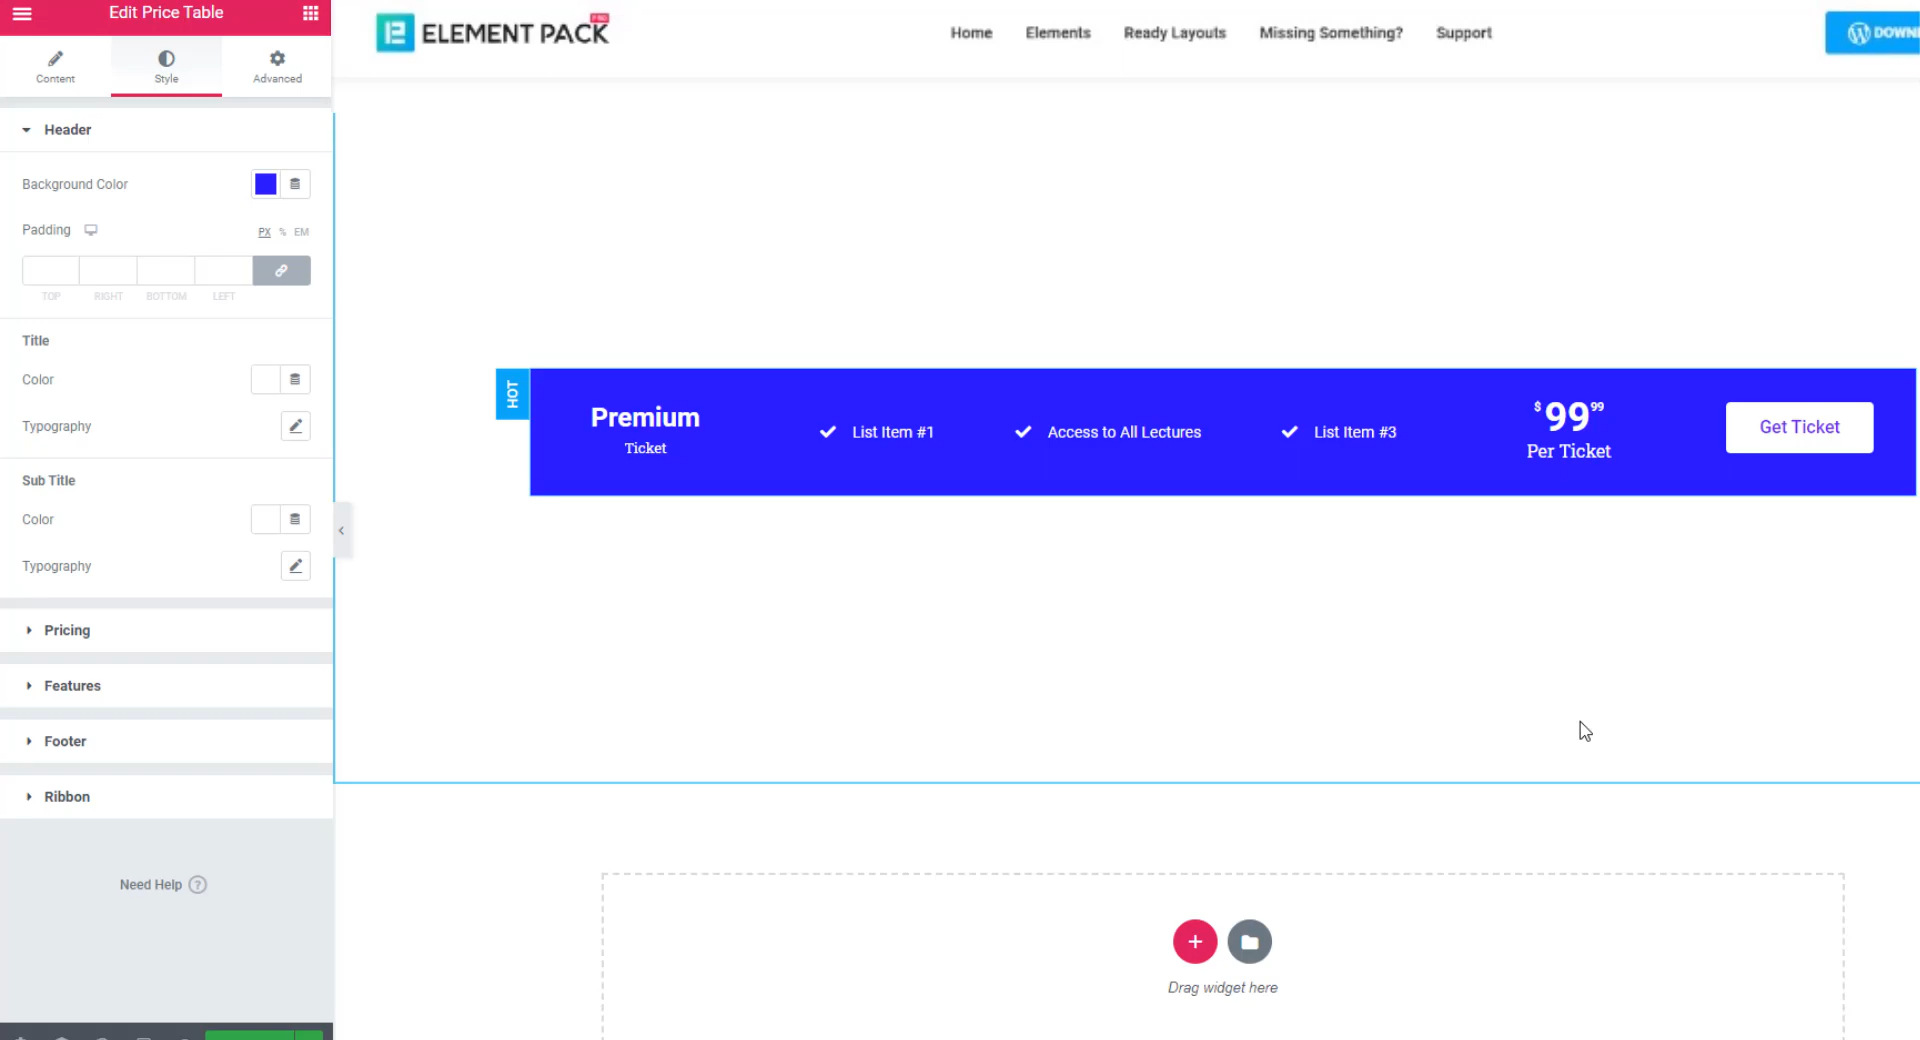 Edit Price Table
Content
Style
Advanced
Header
Background Color
Padding
PX % EM
TOP RIGHT BOTTOM LEFT
Title
Color
Typography
Sub Title
Color
Typography
Pricing
Features
Footer
Ribbon
Need Help ?
ELEMENT PACK
PRO
Home
Elements
Ready Layouts
Missing Something?
Support
HOT
Premium
Ticket
List Item #1
Access to All Lectures
List Item #3
$99.99
Per Ticket
Get Ticket
Drag widget here